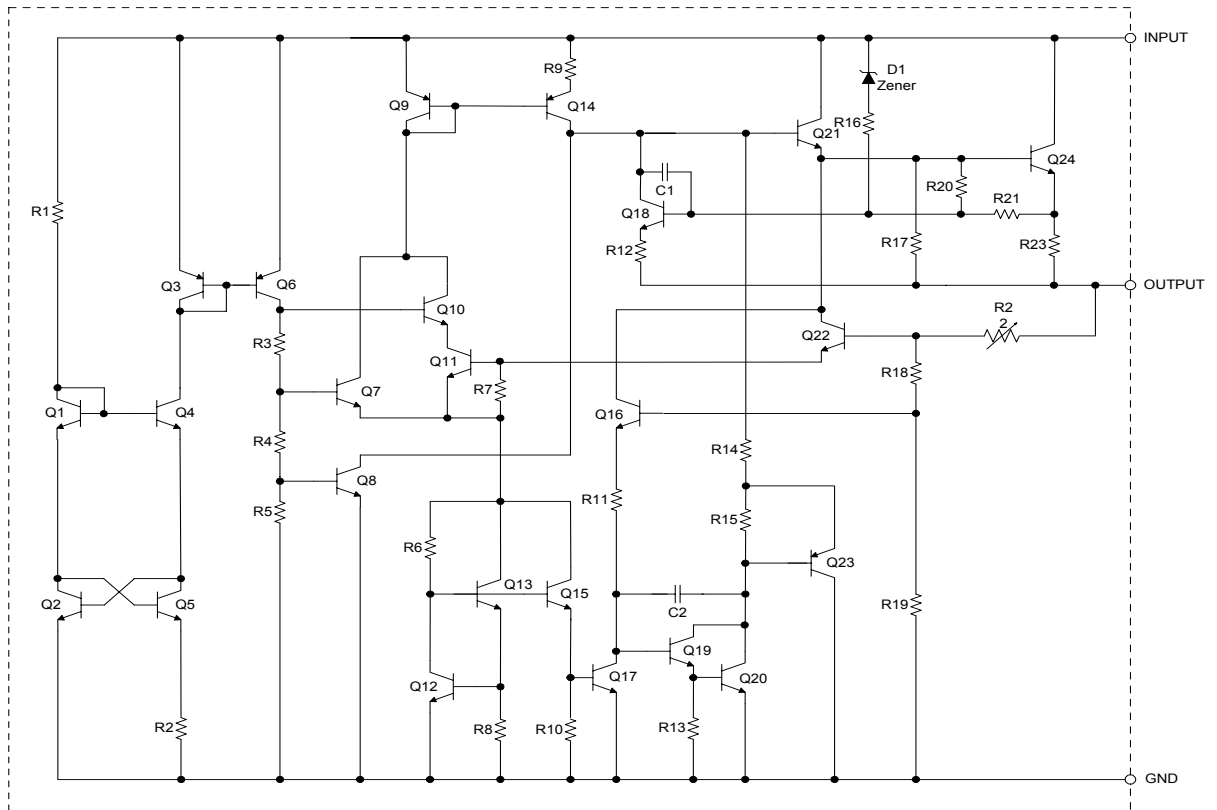 INPUT
R9
D1
Zener
Q9
Q14
R16
Q21
Q24
C1
R20
R21
R1
Q18
R12
R17
R23
Q3
Q6
OUTPUT
Q10
R2
2
R3
Q22
Q11
R7
R18
Q7
Q1
Q4
Q16
R4
R14
Q8
R11
R5
R15
R6
Q23
Q13
Q15
Q2
Q5
C2
R19
Q19
Q12
Q17
Q20
R2
R8
R10
R13
GND